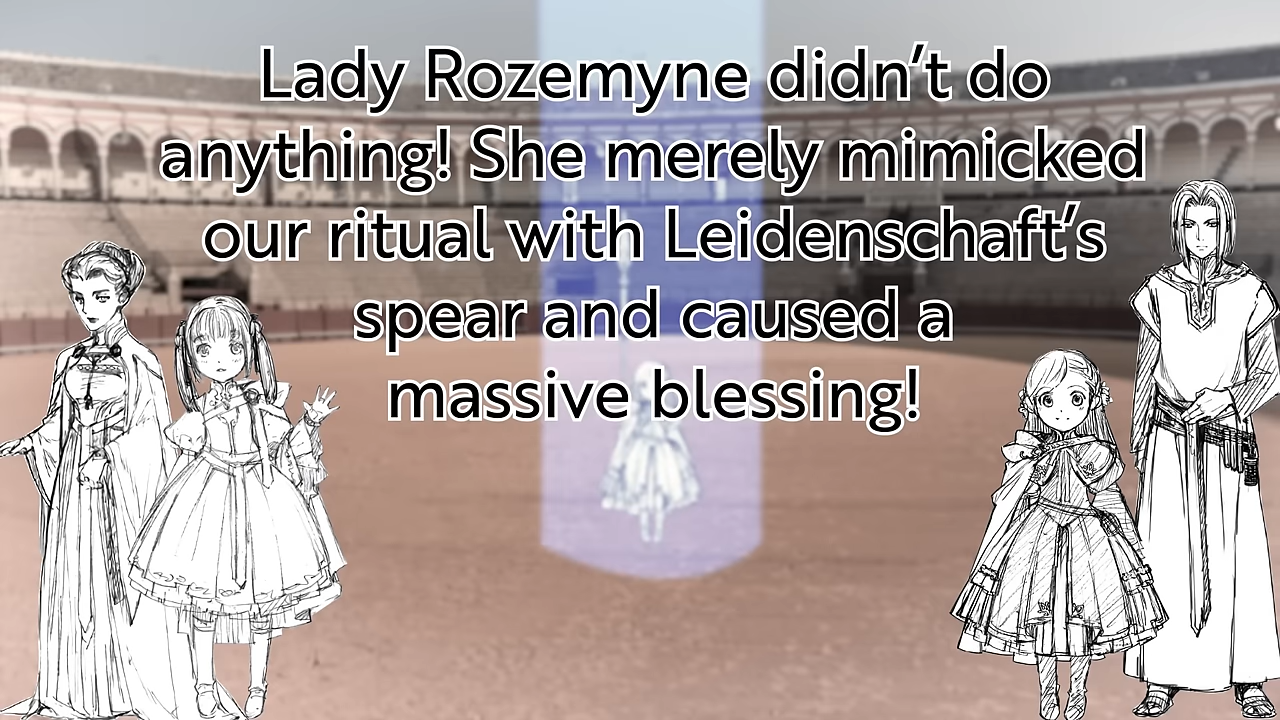 Lady Rozemyne didn't do
anything! She merely mimicked
our ritual with Leidenschaft's
spear and caused a
massive blessing!